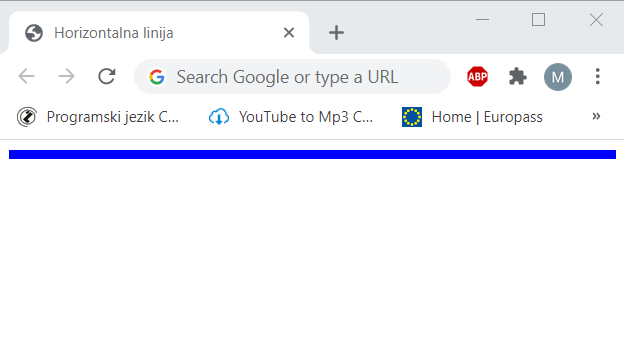 Horizontalna linija
Search Google or type a URL
ABP
M
Programski jezik C...
YouTube to Mp3 C...
Home | Europass